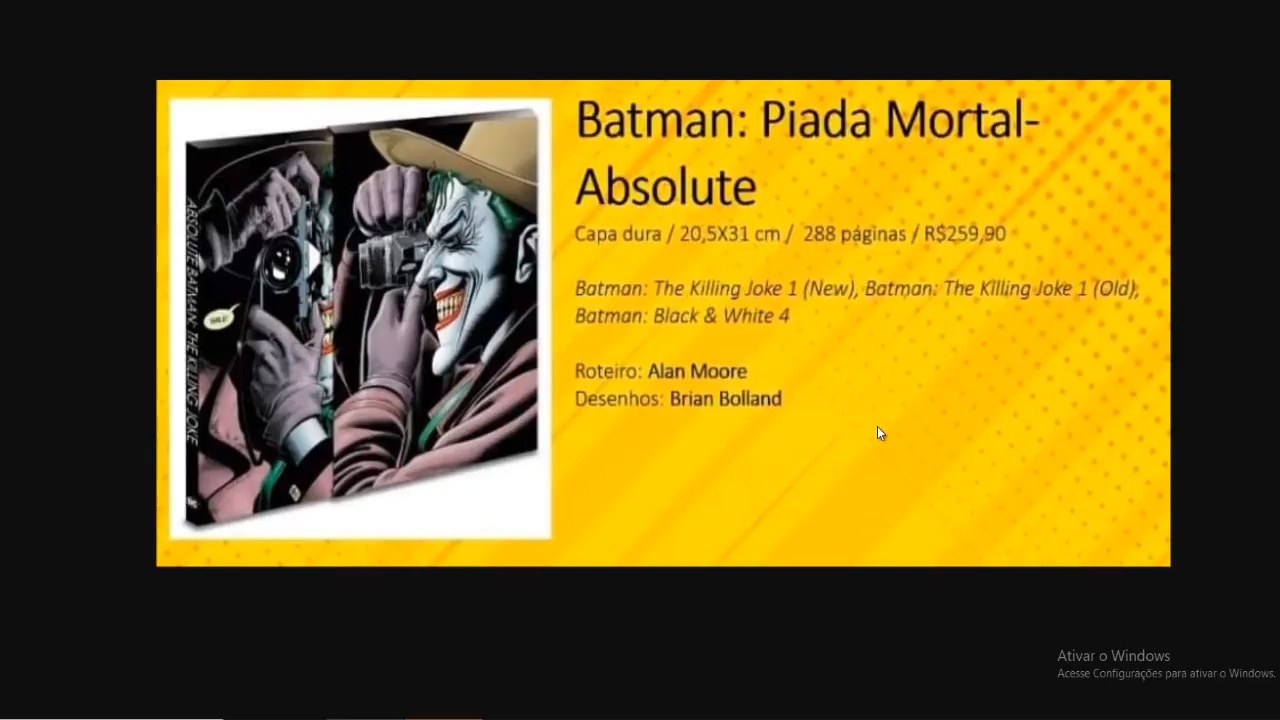 Batman: Piada Mortal-
Absolute
Capa dura / 20,5X31 cm / 288 páginas / R$259,90
Batman: The Killing Joke 1 (New), Batman: The Killing Joke 1 (Old),
Batman: Black & White 4
Roteiro: Alan Moore
Desenhos: Brian Bolland
ABSOLUTE BATMAN: THE KILLING JOKE
Ativar o Windows
Acesse Configurações para ativar o Windows.